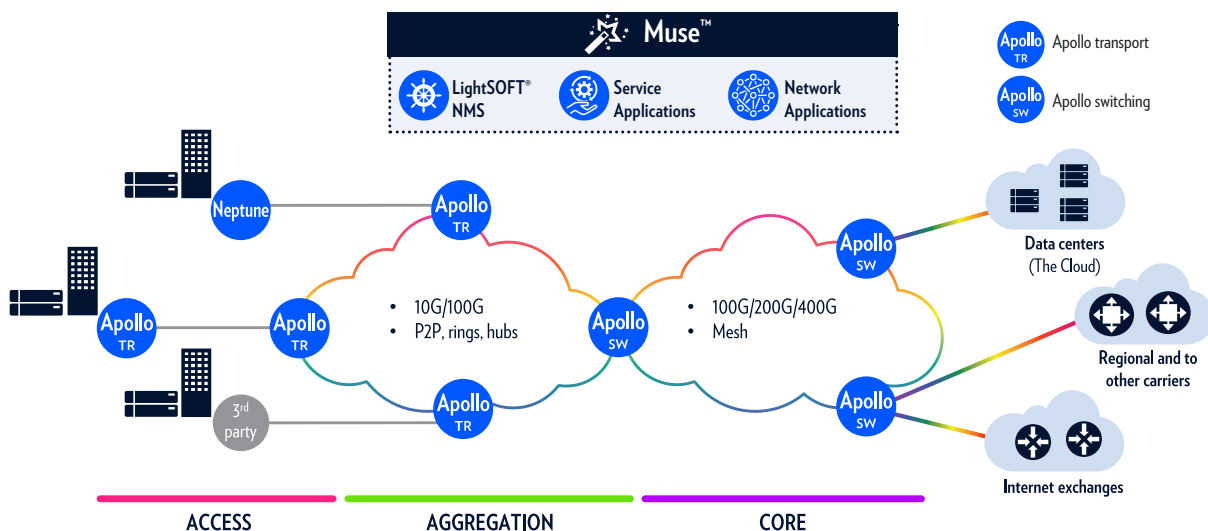 Muse™
LightSOFT®
NMS
Service
Applications
Network
Applications
Apollo
TR
Apollo transport
Apollo
SW
Apollo switching
Neptune
Apollo
TR
Apollo
TR
Apollo
TR
3rd
party
Apollo
TR
• 10G/100G
• P2P, rings, hubs
Apollo
SW
• 100G/200G/400G
• Mesh
Apollo
SW
Apollo
SW
Data centers
(The Cloud)
Regional and to
other carriers
Internet exchanges
ACCESS
AGGREGATION
CORE